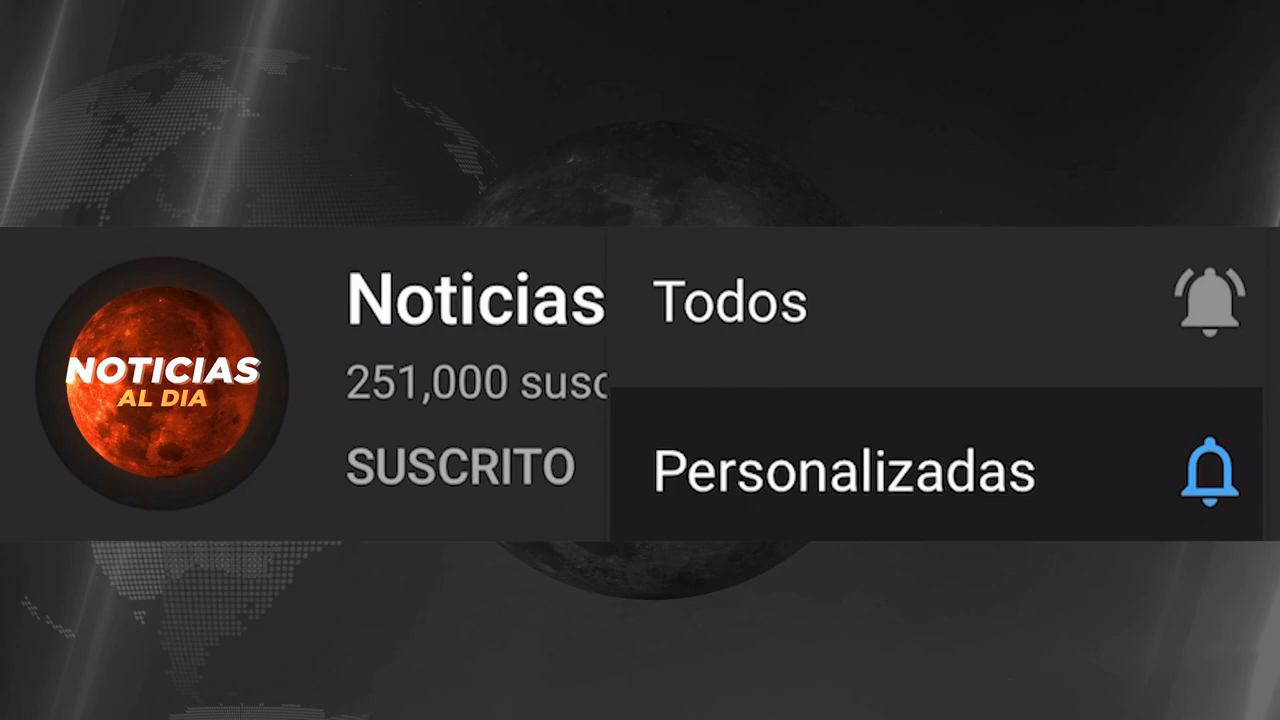 NOTICIAS
AL DIA
Noticias
251,000 susc
SUSCRITO
Todos
Personalizadas